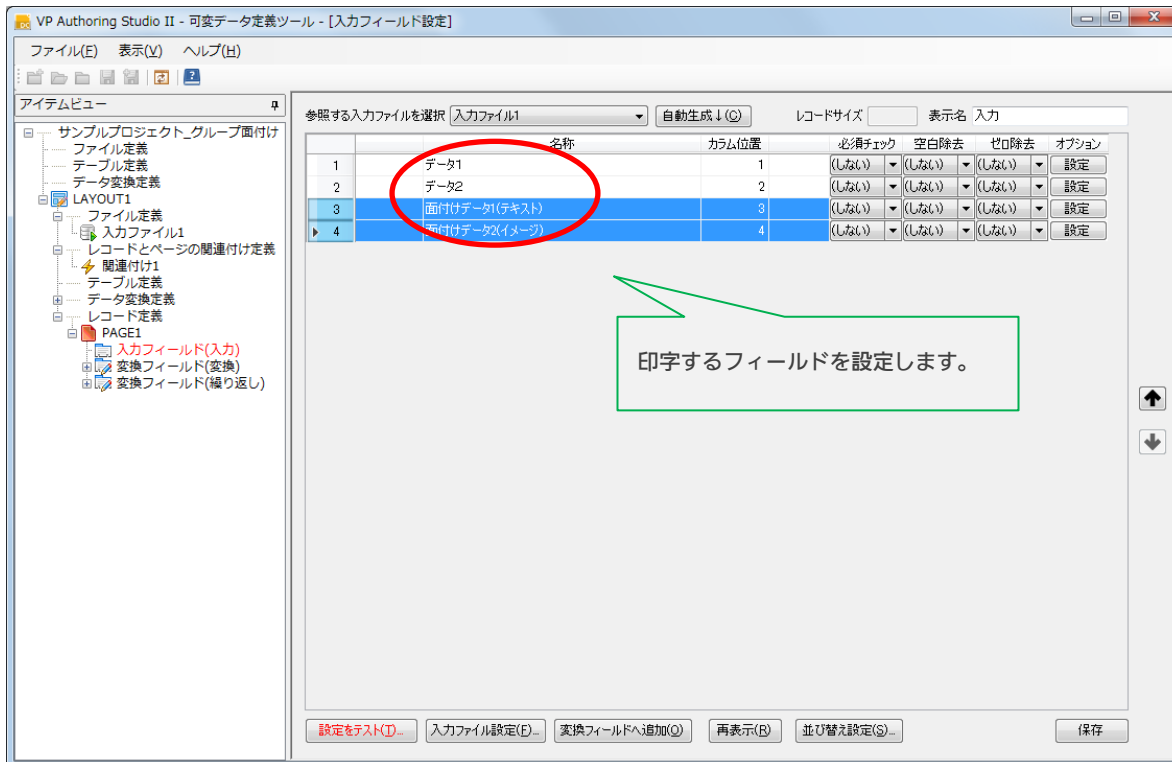 VP Authoring Studio II - 可変データ定義ツール - [入力フィールド設定]
ファイル(F) 表示(V) ヘルプ(H)
アイテムビュー
サンプルプロジェクト_グループ面付け
ファイル定義
テーブル定義
データ変換定義
LAYOUT1
ファイル定義
入力ファイル1
レコードとページの関連付け定義
関連付け1
テーブル定義
データ変換定義
レコード定義
PAGE1
入力フィールド(入力)
変換フィールド(変換)
変換フィールド(繰り返し)
参照する入力ファイルを選択 入力ファイル1 自動生成↓(C) レコードサイズ 表示名 入力
名称 カラム位置 必須チェック 空白除去 ゼロ除去 オプション
1 データ1 1 (しない) (しない) (しない) 設定
2 データ2 2 (しない) (しない) (しない) 設定
3 面付けデータ1(テキスト) 3 (しない) (しない) (しない) 設定
4 面付けデータ2(イメージ) 4 (しない) (しない) (しない) 設定
印字するフィールドを設定します。
設定をテスト(T)... 入力ファイル設定(F)... 変換フィールドへ追加(O) 再表示(R) 並び替え設定(S)... 保存